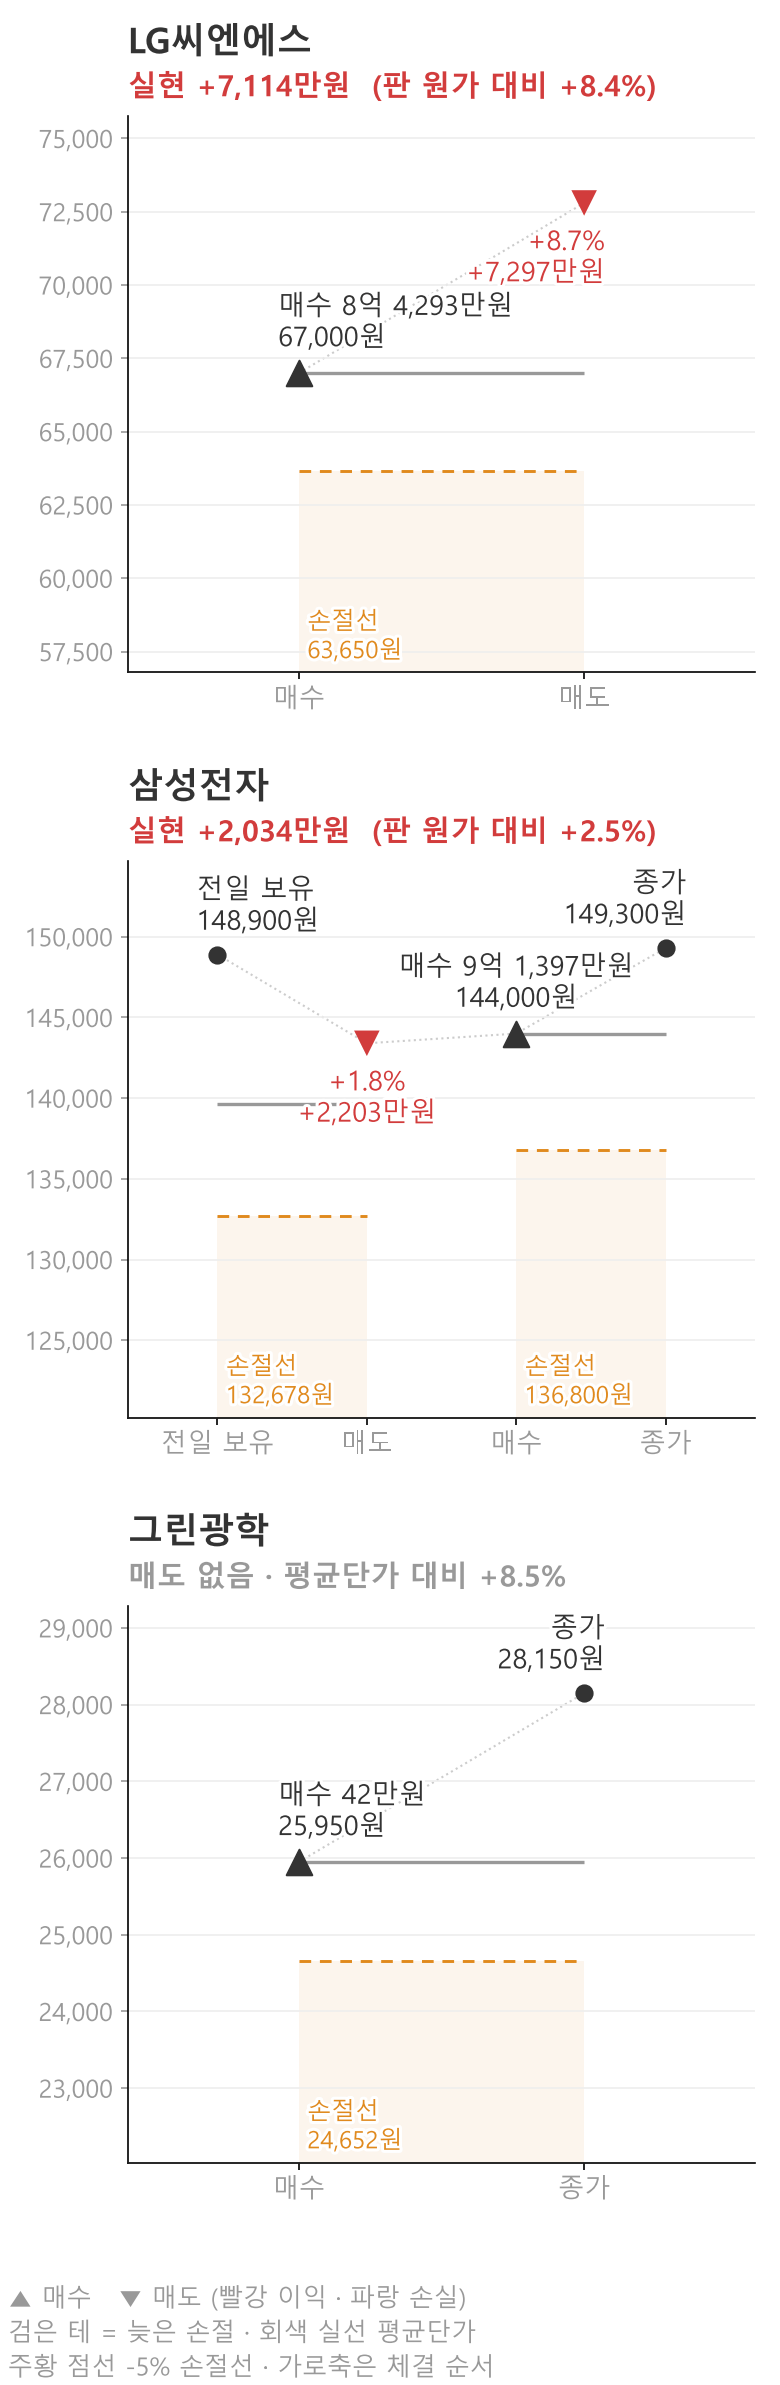 LG씨엔에스
실현 +7,114만원 (판 원가 대비 +8.4%)
75,000
72,500
+8.7%
+7,297만원
70,000
매수 8억 4,293만원
67,000원
67,500
65,000
62,500
60,000
손절선
63,650원
57,500
매수 매도
삼성전자
실현 +2,034만원 (판 원가 대비 +2.5%)
전일 보유
148,900원
종가
149,300원
150,000
매수 9억 1,397만원
144,000원
145,000
+1.8%
+2,203만원
140,000
135,000
130,000
125,000
손절선
132,678원
손절선
136,800원
전일 보유 매도 매수 종가
그린광학
매도 없음 · 평균단가 대비 +8.5%
29,000
종가
28,150원
28,000
27,000
매수 42만원
25,950원
26,000
25,000
24,000
23,000
손절선
24,652원
매수 종가
▲ 매수 ▼ 매도 (빨강 이익 · 파랑 손실)
검은 테 = 늦은 손절 · 회색 실선 평균단가
주황 점선 -5% 손절선 · 가로축은 체결 순서